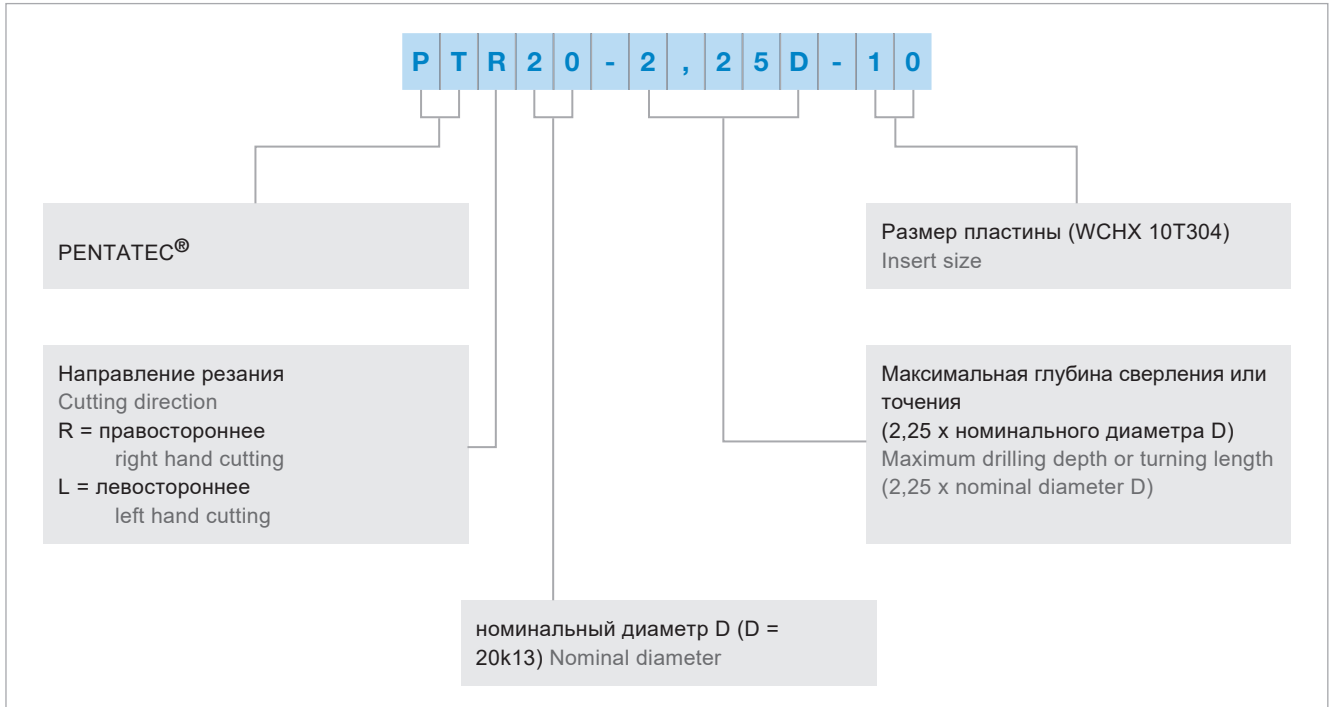 PTR20-2,25D-10
PENTATEC®
Размер пластины (WCHX 10T304)
Insert size
Направление резания
Cutting direction
R = правостороннее
right hand cutting
L = левостороннее
left hand cutting
Максимальная глубина сверления или
точения
(2,25 x номинального диаметра D)
Maximum drilling depth or turning length
(2,25 x nominal diameter D)
номинальный диаметр D (D =
20k13) Nominal diameter